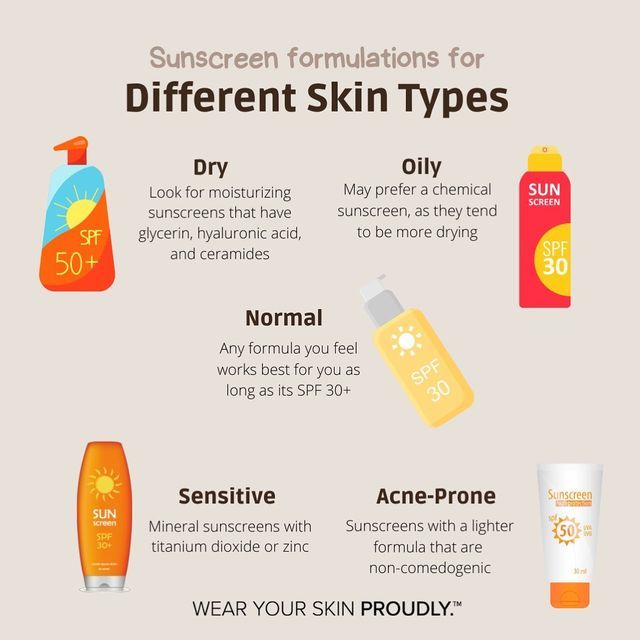 Sunscreen formulations for
Different Skin Types
Dry
Look for moisturizing
sunscreens that have
glycerin, hyaluronic acid,
and ceramides
SPF
50+
Oily
May prefer a chemical
sunscreen, as they tend
to be more drying
SUN
SCREEN
SPF
30
Normal
Any formula you feel
works best for you as
long as its SPF 30+
SPF
30
SUN
screen
SPF
30+
Sensitive
Mineral sunscreens with
titanium dioxide or zinc
Acne-Prone
Sunscreens with a lighter
formula that are
non-comedogenic
Sunscreen
SPF
50
UVA
UVB
30 ml
WEAR YOUR SKIN PROUDLY.™